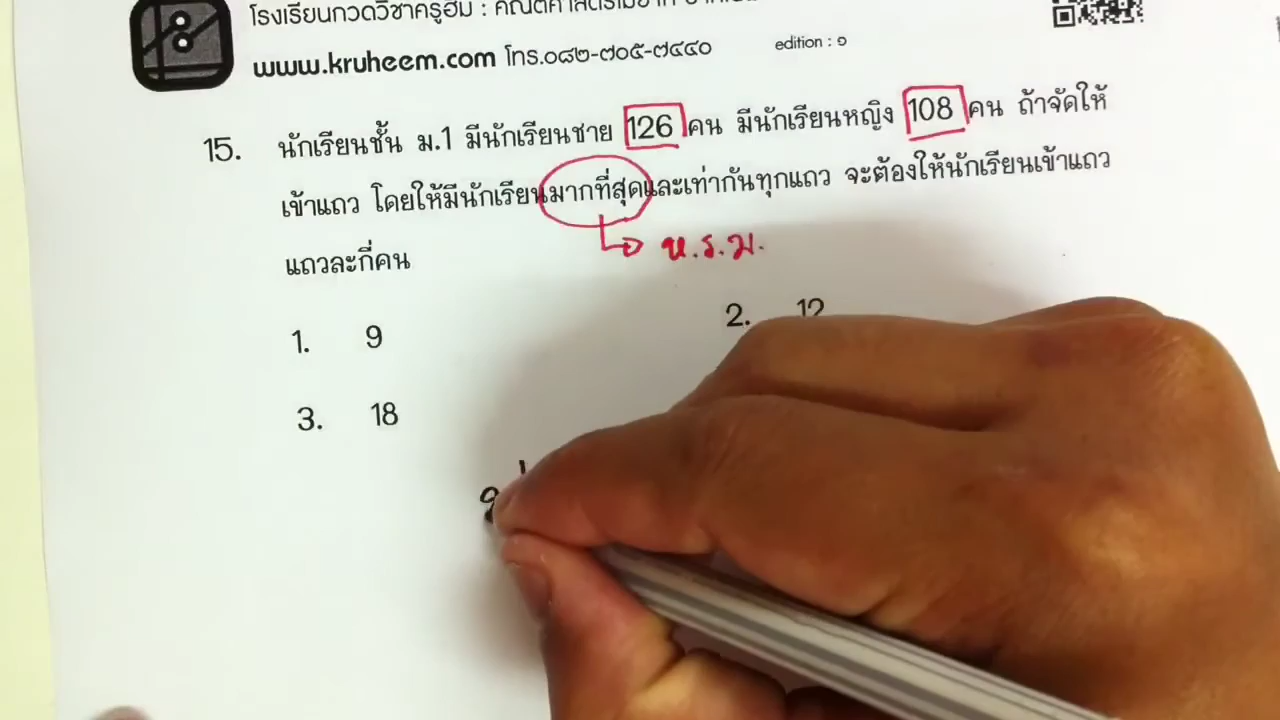 โรงเรียนกวดวิชาครูฮีม : คณิตศาสตร์
www.kruheem.com โทร.๐๘๒-๗๐๕-๗๔๔๐ edition : ๑
15. นักเรียนชั้น ม.1 มีนักเรียนชาย 126 คน มีนักเรียนหญิง 108 คน ถ้าจัดให้
เข้าแถว โดยให้มีนักเรียนมากที่สุดและเท่ากันทุกแถว จะต้องให้นักเรียนเข้าแถว
แถวละกี่คน
ห.ร.ม.
1. 9
2. 12
3. 18